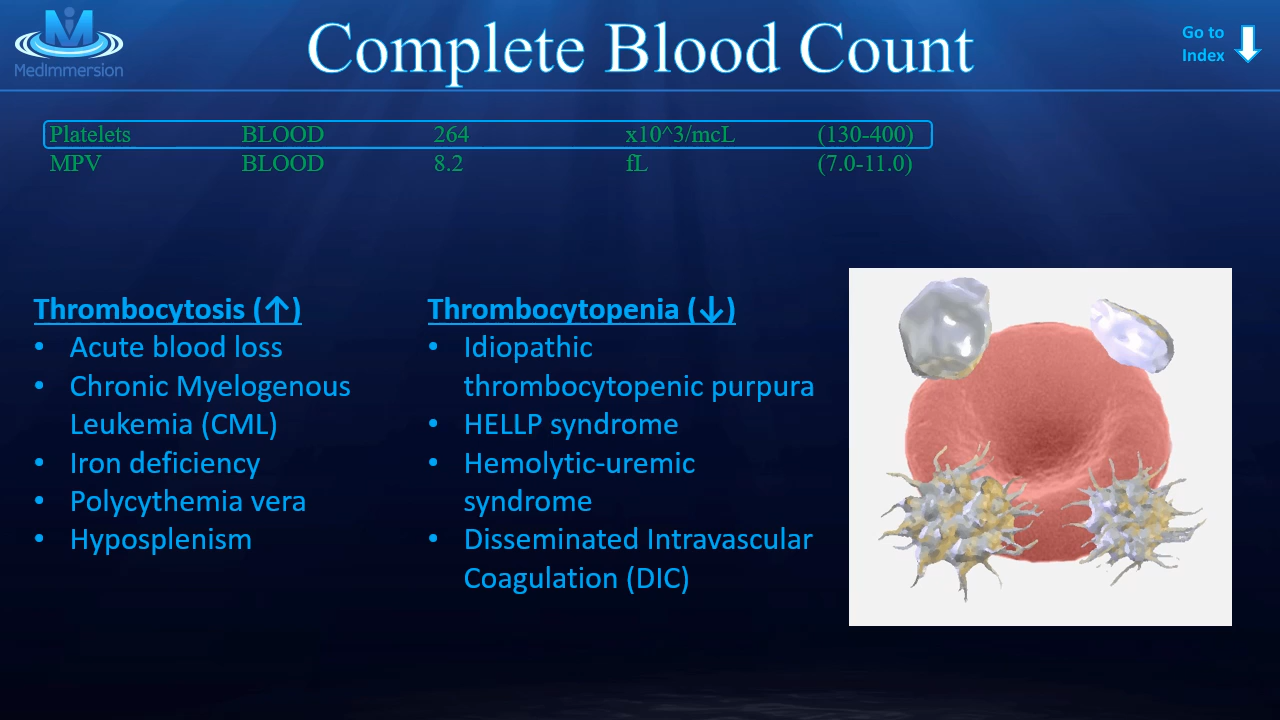 MedImmersion
Complete Blood Count
Go to
Index
Platelets BLOOD 264 x10^3/mcL (130-400)
MPV BLOOD 8.2 fL (7.0-11.0)
Thrombocytosis (↑)
• Acute blood loss
• Chronic Myelogenous
Leukemia (CML)
• Iron deficiency
• Polycythemia vera
• Hyposplenism
Thrombocytopenia (↓)
• Idiopathic
thrombocytopenic purpura
• HELLP syndrome
• Hemolytic-uremic
syndrome
• Disseminated Intravascular
Coagulation (DIC)